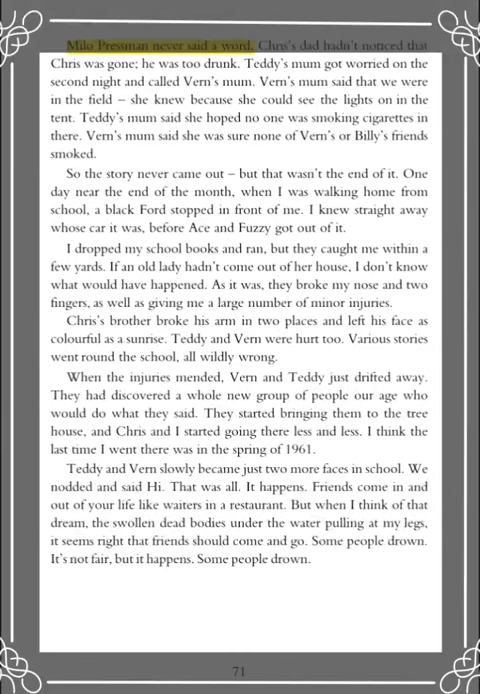 Milo Pressman never said a word. Chris's dad hadn't noticed that
Chris was gone; he was too drunk. Teddy's mum got worried on the
second night and called Vern's mum. Vern's mum said that we were
in the field – she knew because she could see the lights on in the
tent. Teddy's mum said she hoped no one was smoking cigarettes in
there. Vern's mum said she was sure none of Vern's or Billy's friends
smoked.
So the story never came out – but that wasn't the end of it. One
day near the end of the month, when I was walking home from
school, a black Ford stopped in front of me. I knew straight away
whose car it was, before Ace and Fuzzy got out of it.
I dropped my school books and ran, but they caught me within a
few yards. If an old lady hadn't come out of her house, I don't know
what would have happened. As it was, they broke my nose and two
fingers, as well as giving me a large number of minor injuries.
Chris's brother broke his arm in two places and left his face as
colourful as a sunrise. Teddy and Vern were hurt too. Various stories
went round the school, all wildly wrong.
When the injuries mended, Vern and Teddy just drifted away.
They had discovered a whole new group of people our age who
would do what they said. They started bringing them to the tree
house, and Chris and I started going there less and less. I think the
last time I went there was in the spring of 1961.
Teddy and Vern slowly became just two more faces in school. We
nodded and said Hi. That was all. It happens. Friends come in and
out of your life like waiters in a restaurant. But when I think of that
dream, the swollen dead bodies under the water pulling at my legs,
it seems right that friends should come and go. Some people drown.
It's not fair, but it happens. Some people drown.
71